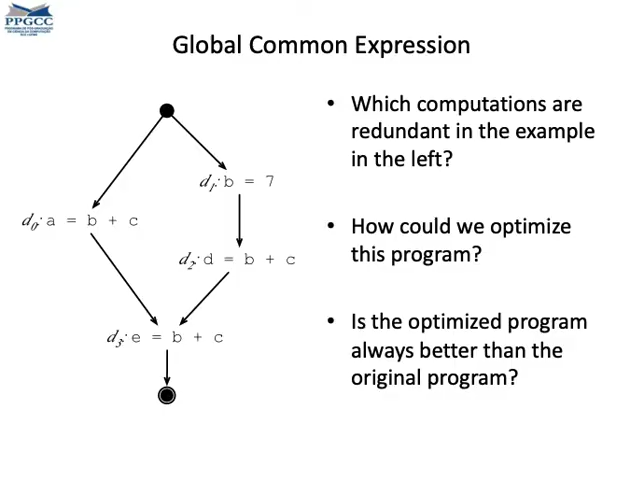 PPGCC
Global Common Expression
d0: a = b + c
d1: b = 7
d2: d = b + c
d3: e = b + c
• Which computations are
redundant in the example
in the left?
• How could we optimize
this program?
• Is the optimized program
always better than the
original program?